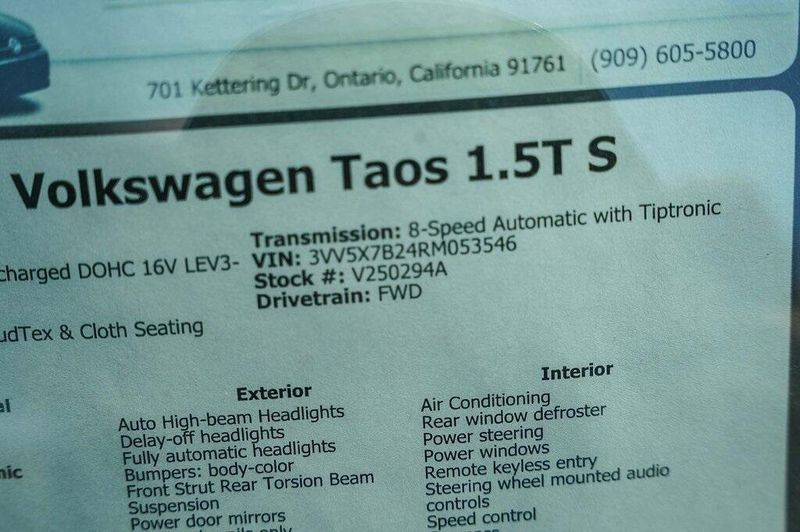 701 Kettering Dr, Ontario, California 91761 (909) 605-5800
Volkswagen Taos 1.5T S
Transmission: 8-Speed Automatic with Tiptronic
charged DOHC 16V LEV3- VIN: 3VV5X7B24RM053546
Stock #: V250294A
Drivetrain: FWD
udTex & Cloth Seating
Exterior
Auto High-beam Headlights
Delay-off headlights
Fully automatic headlights
Bumpers: body-color
Front Strut Rear Torsion Beam
Suspension
Power door mirrors
Interior
Air Conditioning
Rear window defroster
Power steering
Power windows
Remote keyless entry
Steering wheel mounted audio
controls
Speed control